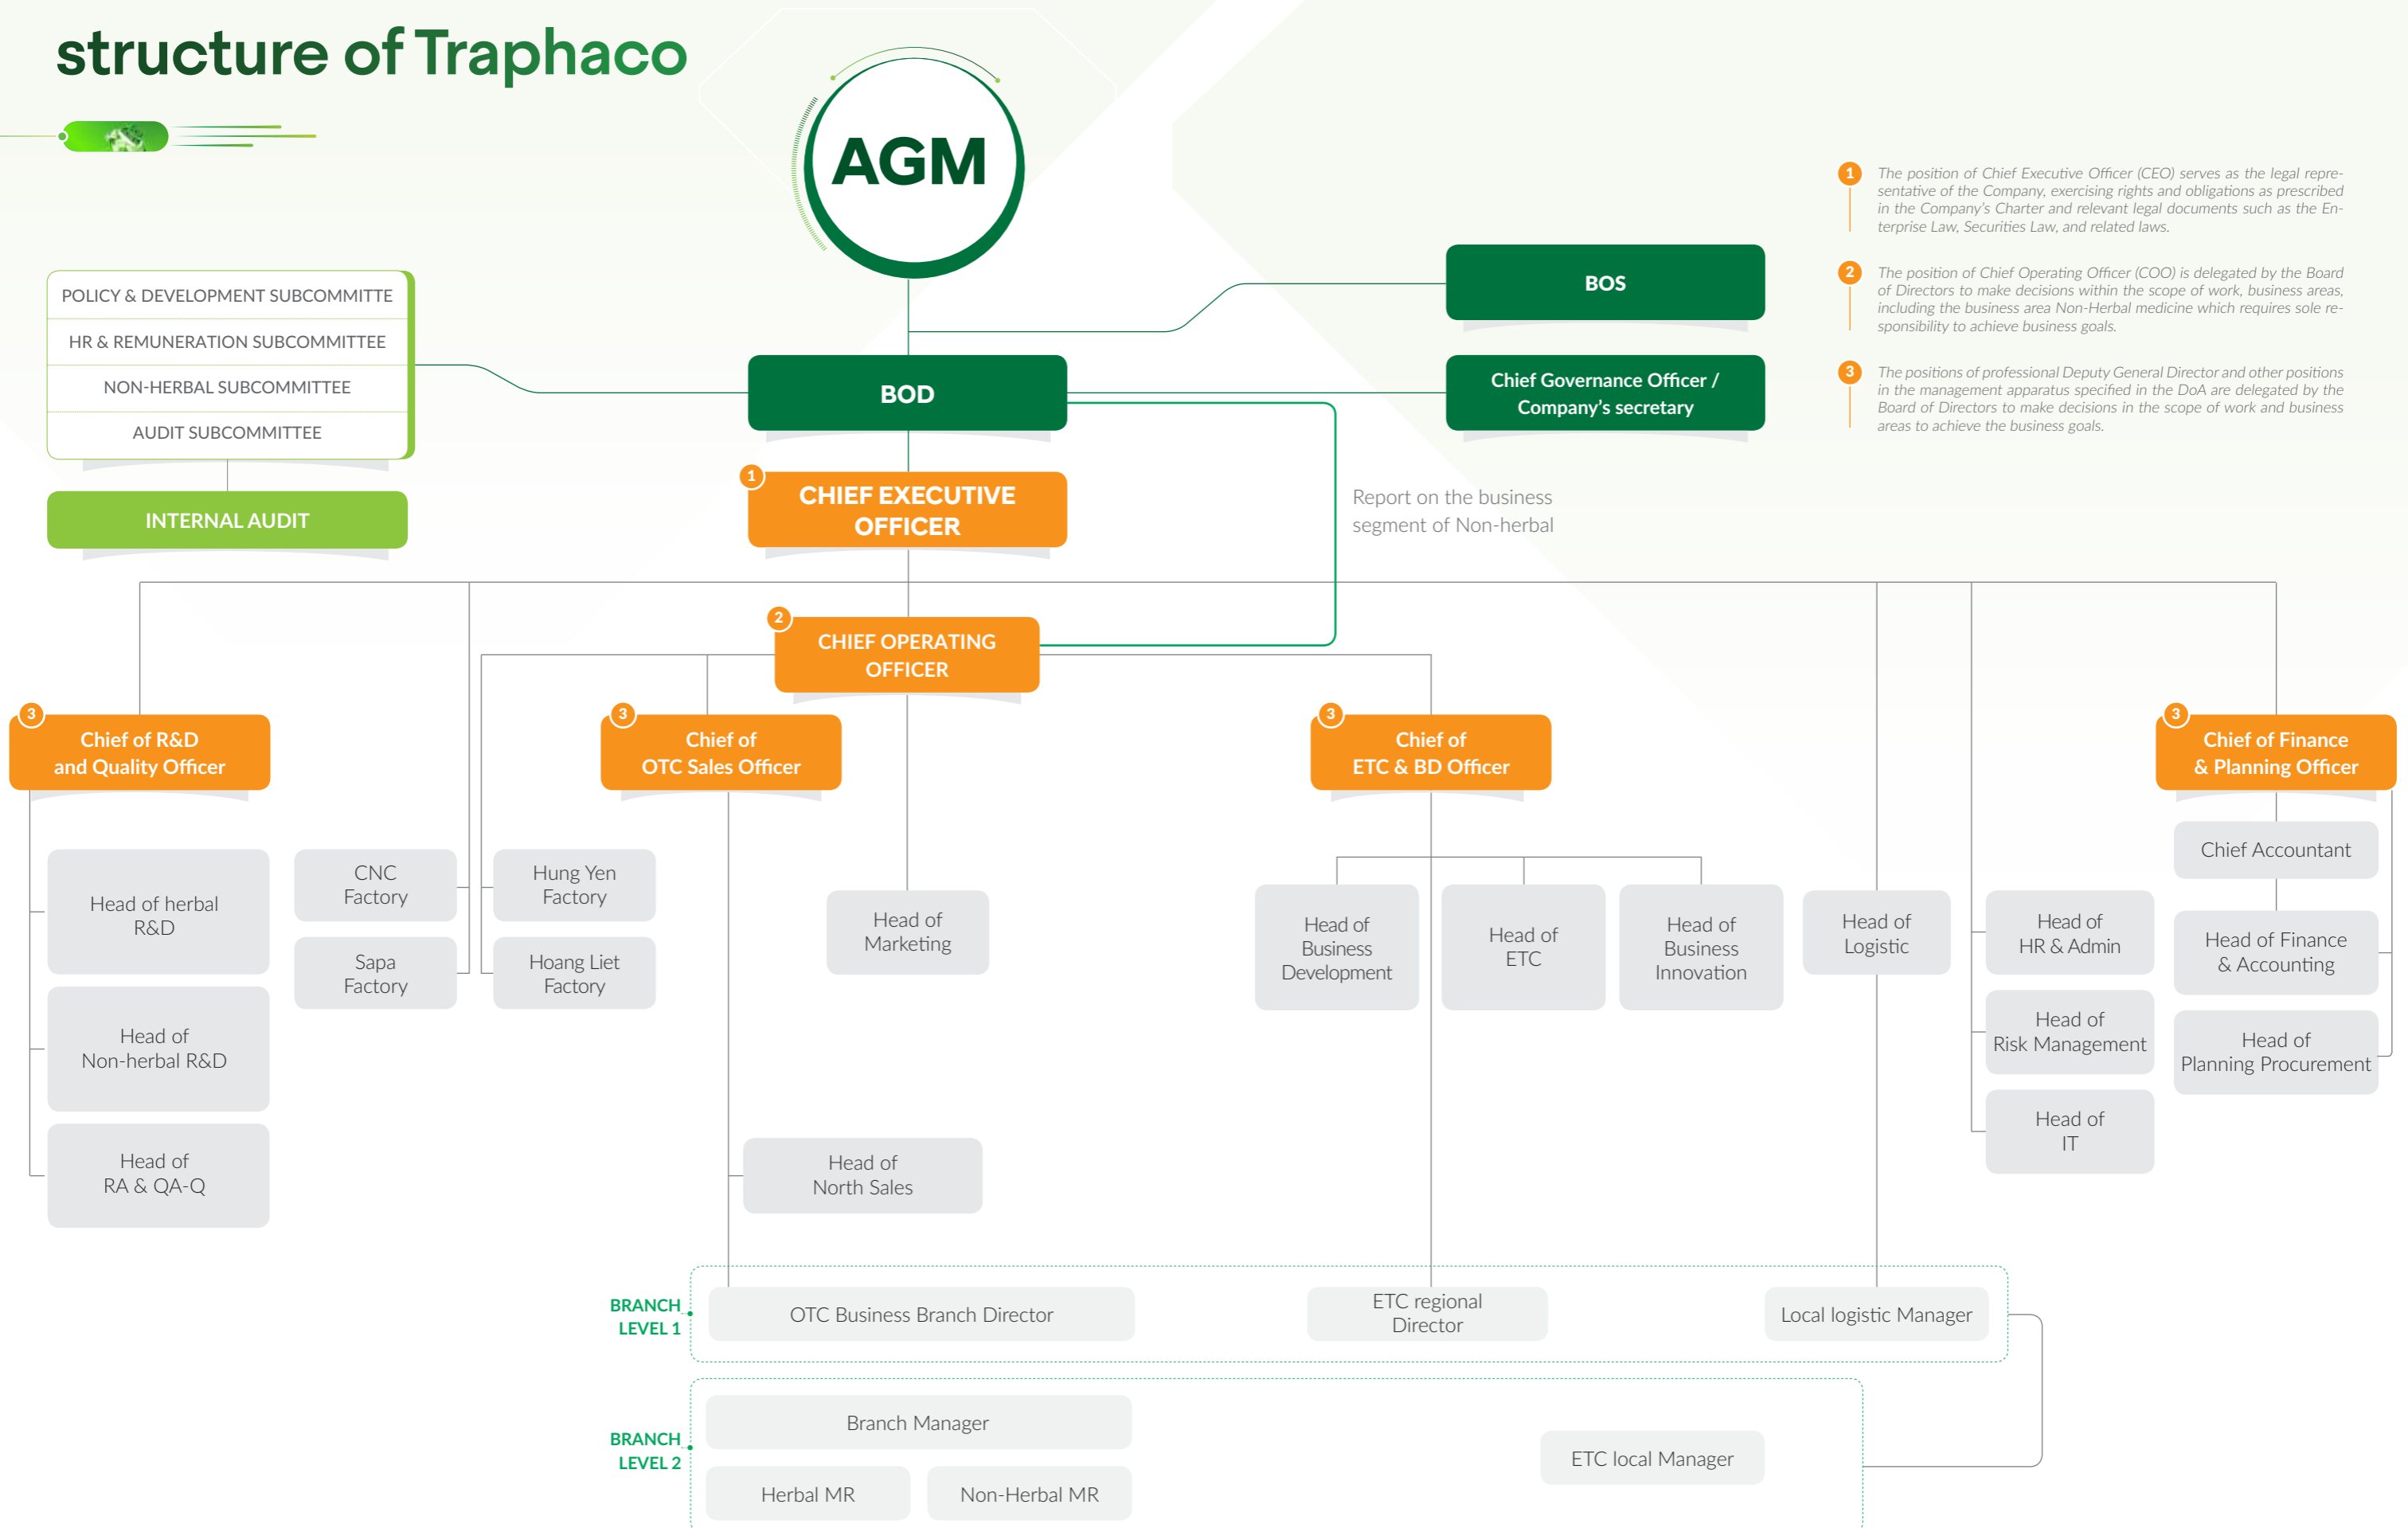 structure of Traphaco
AGM
1
The position of Chief Executive Officer (CEO) serves as the legal repre-
sentative of the Company, exercising rights and obligations as prescribed
in the Company's Charter and relevant legal documents such as the En-
terprise Law, Securities Law, and related laws.
2
The position of Chief Operating Officer (COO) is delegated by the Board
of Directors to make decisions within the scope of work, business areas,
including the business area Non-Herbal medicine which requires sole re-
sponsibility to achieve business goals.
3
The positions of professional Deputy General Director and other positions
in the management apparatus specified in the DoA are delegated by the
Board of Directors to make decisions in the scope of work and business
areas to achieve the business goals.
BOS
POLICY & DEVELOPMENT SUBCOMMITTE
HR & REMUNERATION SUBCOMMITTEE
NON-HERBAL SUBCOMMITTEE
AUDIT SUBCOMMITTEE
BOD
Chief Governance Officer /
Company's secretary
INTERNAL AUDIT
1
CHIEF EXECUTIVE
OFFICER
Report on the business
segment of Non-herbal
2
CHIEF OPERATING
OFFICER
3
Chief of R&D
and Quality Officer
3
Chief of
OTC Sales Officer
3
Chief of
ETC & BD Officer
3
Chief of Finance
& Planning Officer
Head of herbal
R&D
Head of
Non-herbal R&D
Head of
RA & QA-Q
CNC
Factory
Sapa
Factory
Hung Yen
Factory
Hoang Liet
Factory
Head of
Marketing
Head of
North Sales
Head of
Business
Development
Head of
ETC
Head of
Business
Innovation
Head of
Logistic
Head of
HR & Admin
Head of
Risk Management
Head of
IT
Chief Accountant
Head of Finance
& Accounting
Head of
Planning Procurement
BRANCH
LEVEL 1
OTC Business Branch Director
ETC regional
Director
Local logistic Manager
BRANCH
LEVEL 2
Branch Manager
Herbal MR
Non-Herbal MR
ETC local Manager